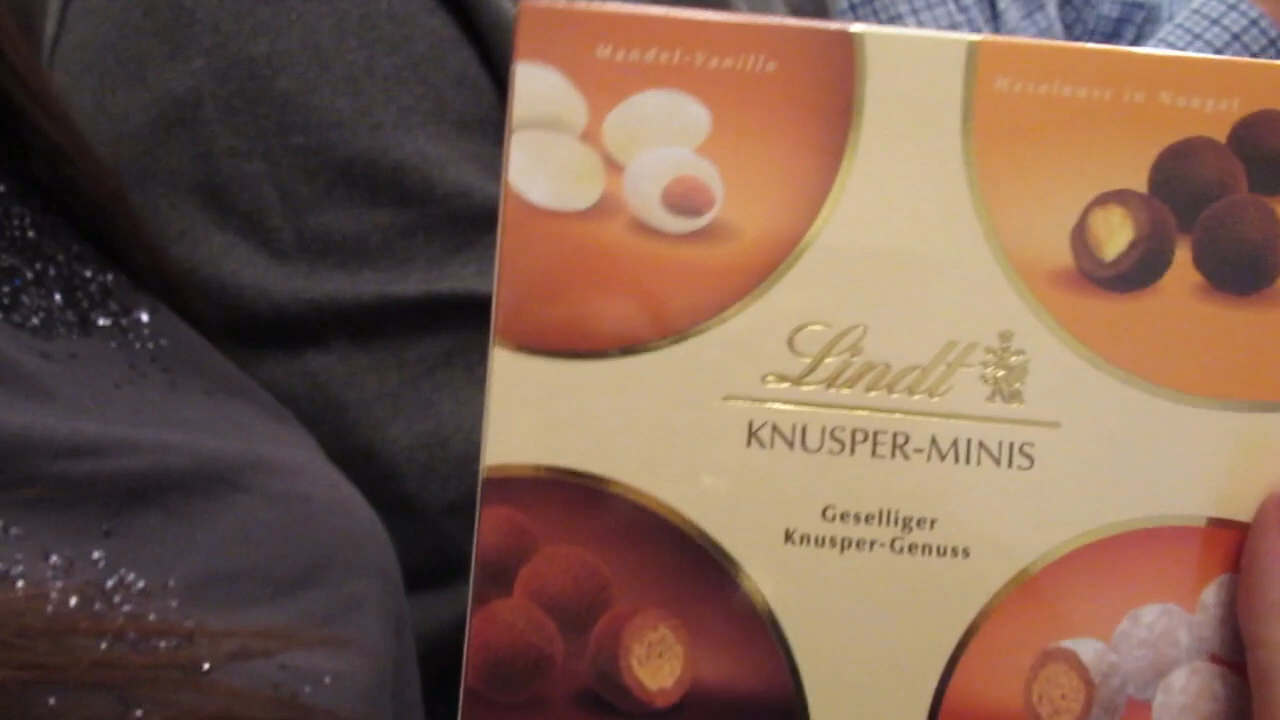 Mandel-Vanille
Haselnuss in Nougat
Lindt
KNUSPER-MINIS
Geselliger
Knusper-Genuss